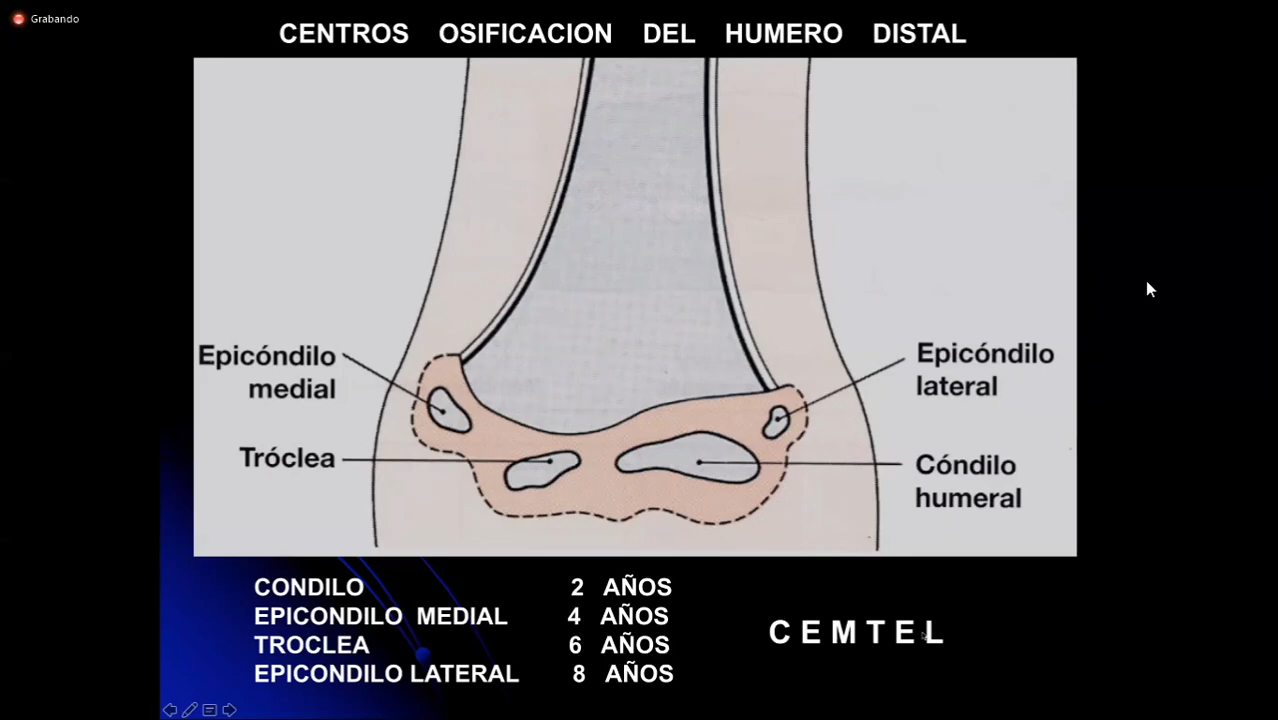 Grabando
CENTROS OSIFICACION DEL HUMERO DISTAL
Epicóndilo
medial
Tróclea
Epicóndilo
lateral
Cóndilo
humeral
CONDILO 2 AÑOS
EPICONDILO MEDIAL 4 AÑOS
TROCLEA 6 AÑOS
EPICONDILO LATERAL 8 AÑOS
C E M T E L